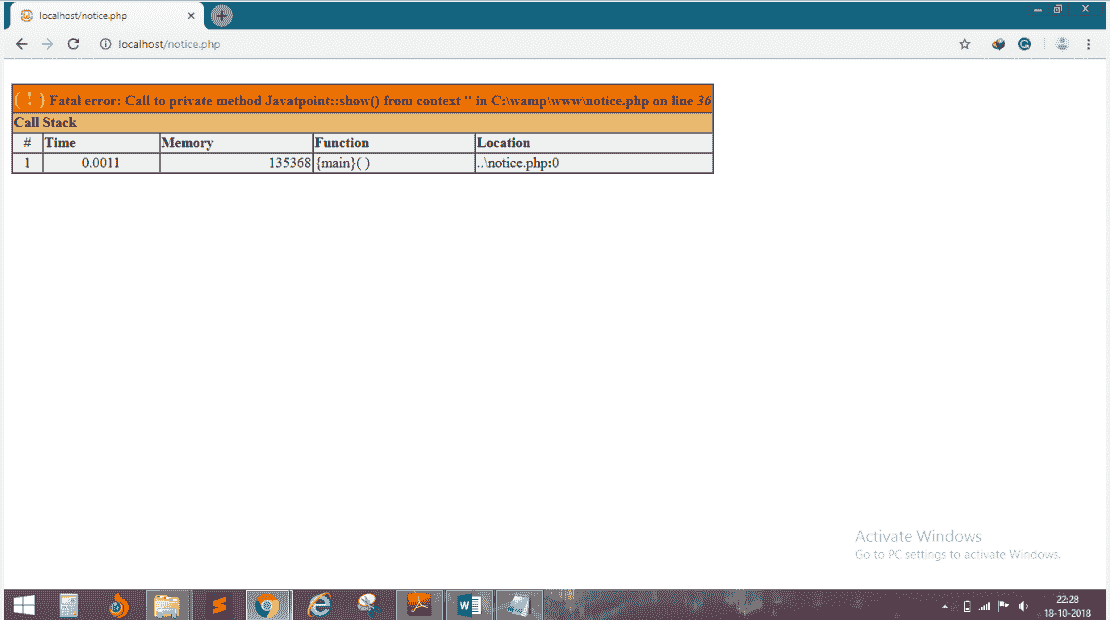 localhost/notice.php
localhost/notice.php
( ! ) Fatal error: Call to private method Javatpoint::show() from context '' in C:\wamp\www\notice.php on line 36
Call Stack
# Time Memory Function Location
1 0.0011 135368 {main}( ) ..\notice.php:0
Activate Windows
Go to PC settings to activate Windows.
22:28
18-10-2018